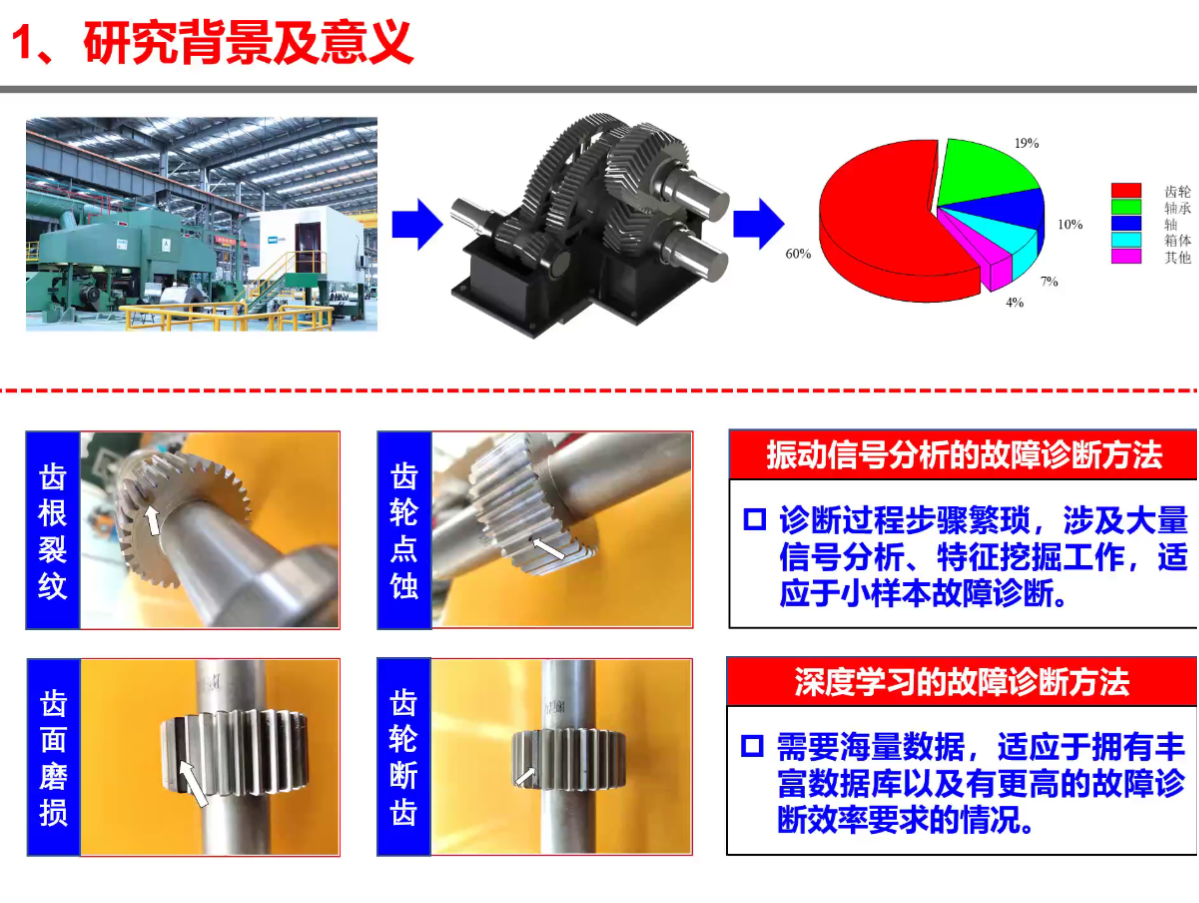 1、研究背景及意义
19%
10%
7%
4%
60%
齿轮
轴承
轴
箱体
其他
齿根裂纹
齿轮点蚀
振动信号分析的故障诊断方法
诊断过程步骤繁琐，涉及大量
信号分析、特征挖掘工作，适
应于小样本故障诊断。
齿面磨损
齿轮断齿
深度学习的故障诊断方法
需要海量数据，适应于拥有丰
富数据库以及有更高的故障诊
断效率要求的情况。